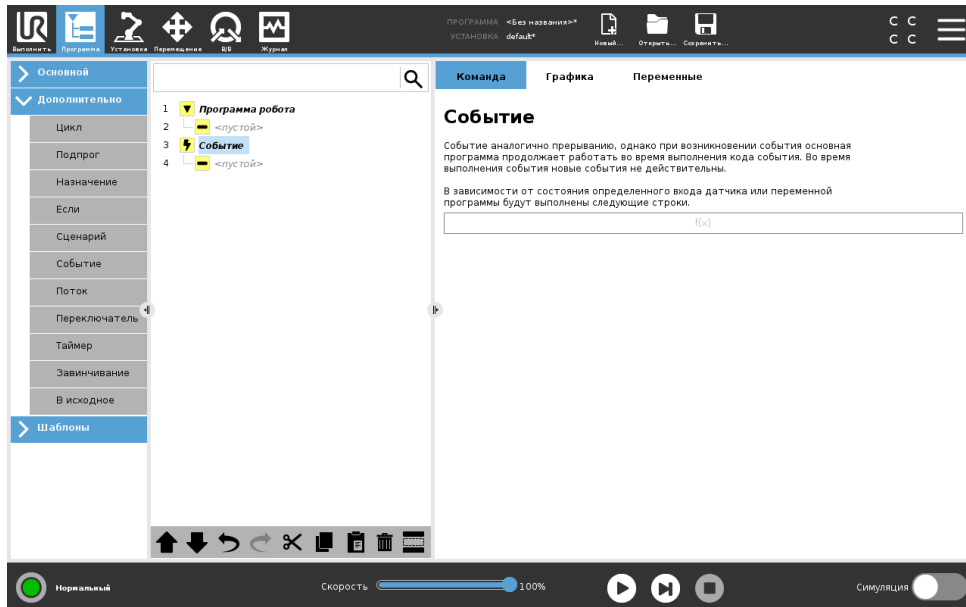 UR
ПРОГРАММА <Без названия>*
УСТАНОВКА default*
Выполнить Программа Установка Перемещение В/В Журнал
Новый... Открыть... Сохранить...
C C
C C
Основной
Дополнительно
Цикл
Подпрог
Назначение
Если
Сценарий
Событие
Поток
Переключатель
Таймер
Завинчивание
В исходное
Шаблоны
1 Программа робота
2 <пустой>
3 Событие
4 <пустой>
Команда Графика Переменные
Событие
Событие аналогично прерыванию, однако при возникновении события основная
программа продолжает работать во время выполнения кода события. Во время
выполнения события новые события не действительны.
В зависимости от состояния определенного входа датчика или переменной
программы будут выполнены следующие строки.
f(x)
Нормальный
Скорость 100%
Симуляция